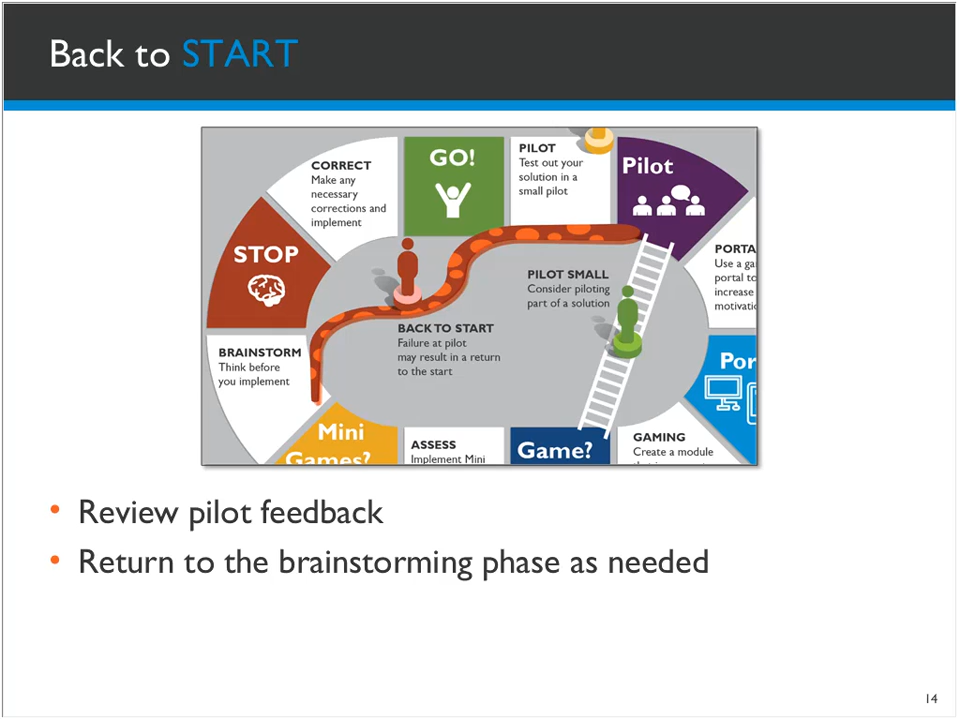 Back to START
CORRECT
Make any
necessary
corrections and
implement
GO!
PILOT
Test out your
solution in a
small pilot
Pilot
STOP
PORTA
Use a ga
portal to
increase
motivati
PILOT SMALL
Consider piloting
part of a solution
BACK TO START
Failure at pilot
may result in a return
to the start
BRAINSTORM
Think before
you implement
Por
Mini
Games?
ASSESS
Implement Mini
Game?
GAMING
Create a module
• Review pilot feedback
• Return to the brainstorming phase as needed
14